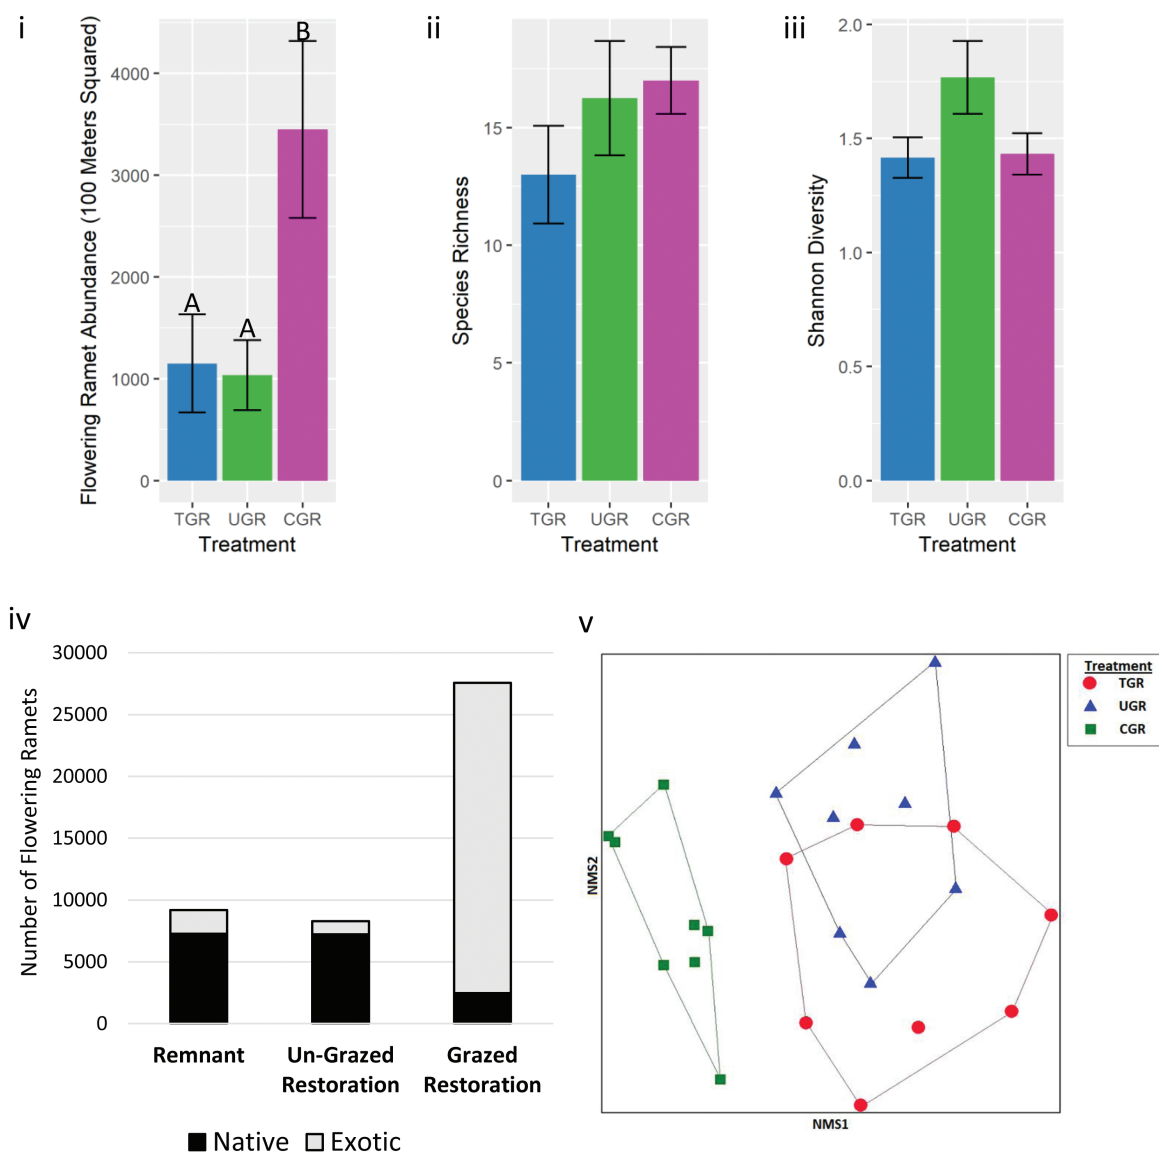 i
Flowering Ramet Abundance (100 Meters Squared)
4000
3000
2000
1000
0
A
A
B
TGR UGR CGR
Treatment
ii
Species Richness
15
10
5
0
TGR UGR CGR
Treatment
iii
Shannon Diversity
2.0
1.5
1.0
0.5
0.0
TGR UGR CGR
Treatment
iv
Number of Flowering Ramets
30000
25000
20000
15000
10000
5000
0
Remnant
Un-Grazed
Restoration
Grazed
Restoration
Native Exotic
v
NMS2
NMS1
Treatment
TGR
UGR
CGR